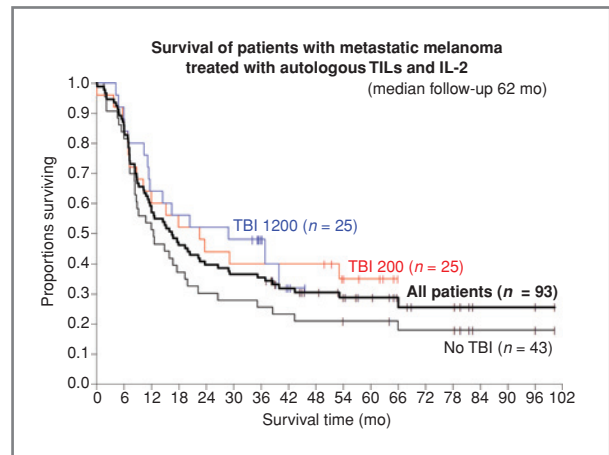 Survival of patients with metastatic melanoma
treated with autologous TILs and IL-2
(median follow-up 62 mo)
Proportions surviving
1.0
0.9
0.8
0.7
0.6
0.5
0.4
0.3
0.2
0.1
0.0
TBI 1200 (n = 25)
TBI 200 (n = 25)
All patients (n = 93)
No TBI (n = 43)
0 6 12 18 24 30 36 42 48 54 60 66 72 78 84 90 96 102
Survival time (mo)